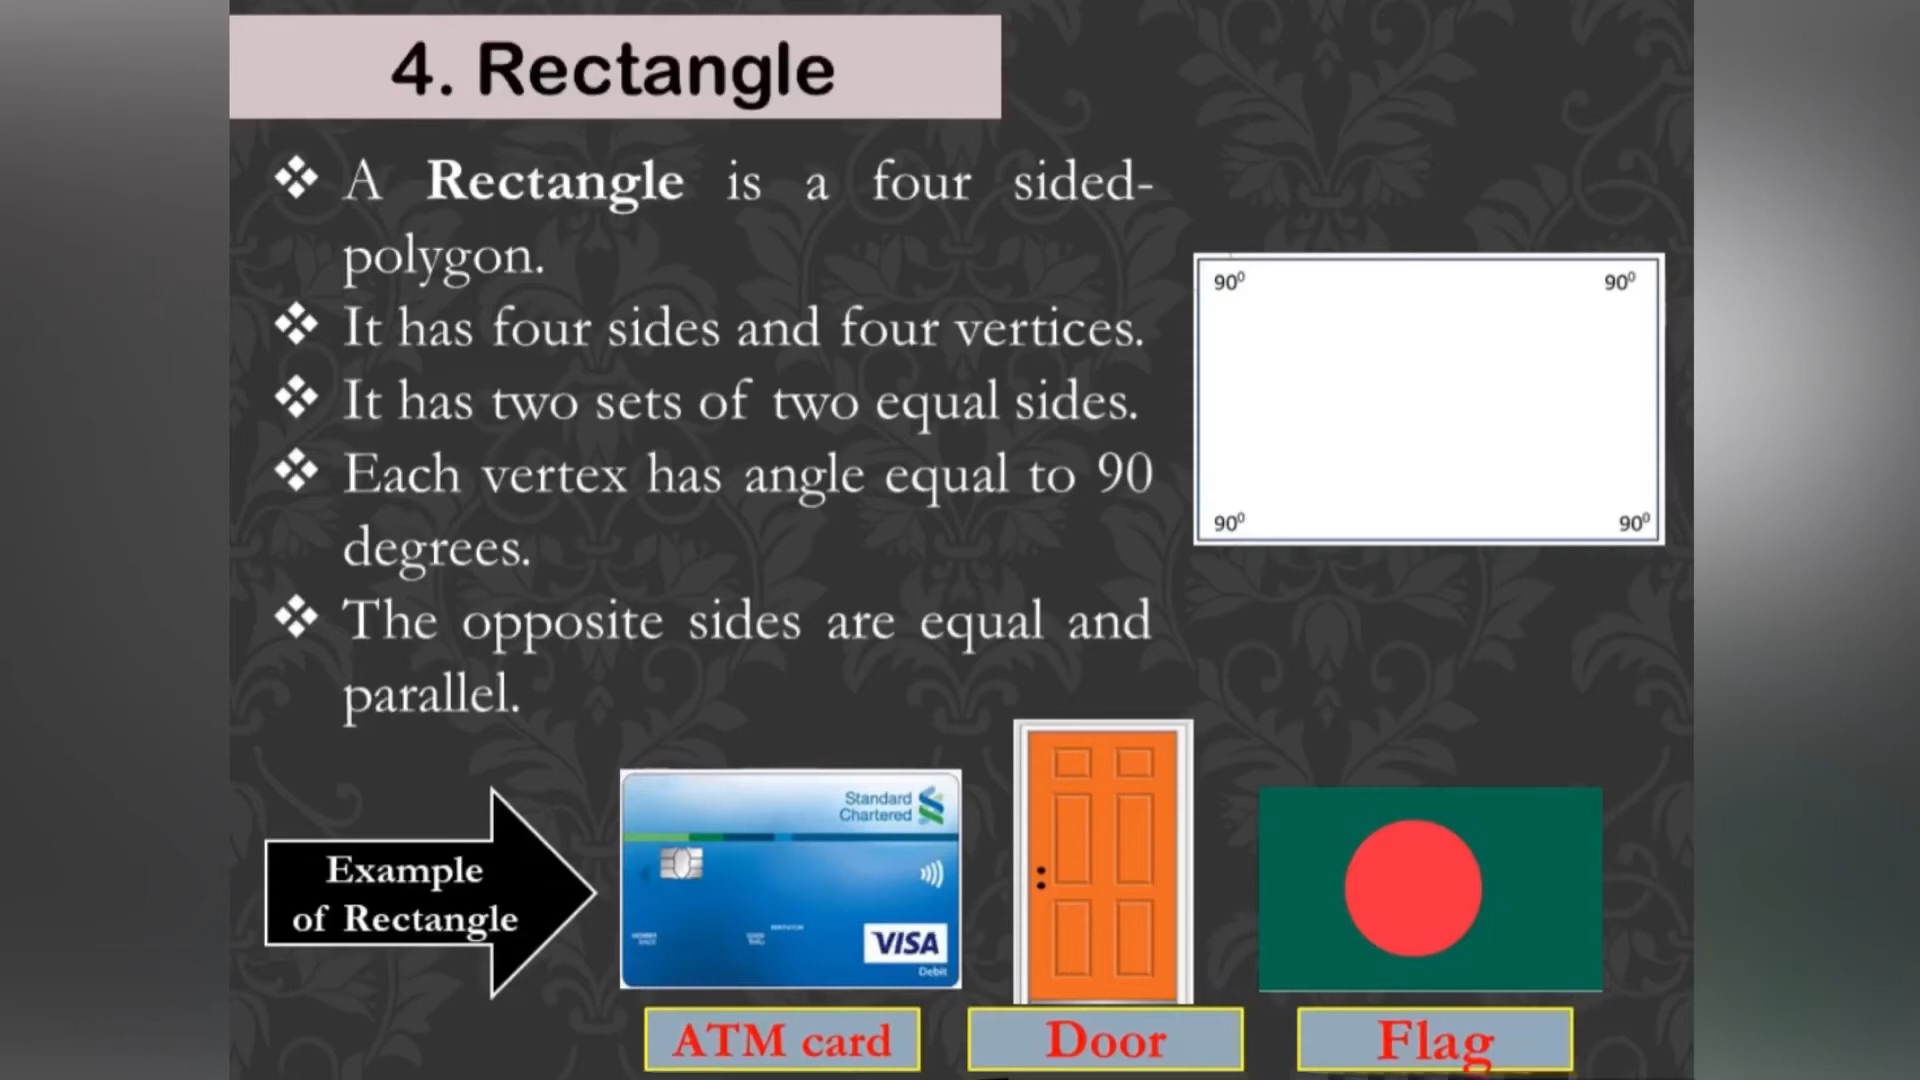 4. Rectangle
❖ A Rectangle is a four sided-
polygon.
❖ It has four sides and four vertices.
❖ It has two sets of two equal sides.
❖ Each vertex has angle equal to 90
degrees.
❖ The opposite sides are equal and
parallel.
90⁰ 90⁰
90⁰ 90⁰
Example
of Rectangle
Standard
Chartered
VISA
Debit
ATM card
Door
Flag